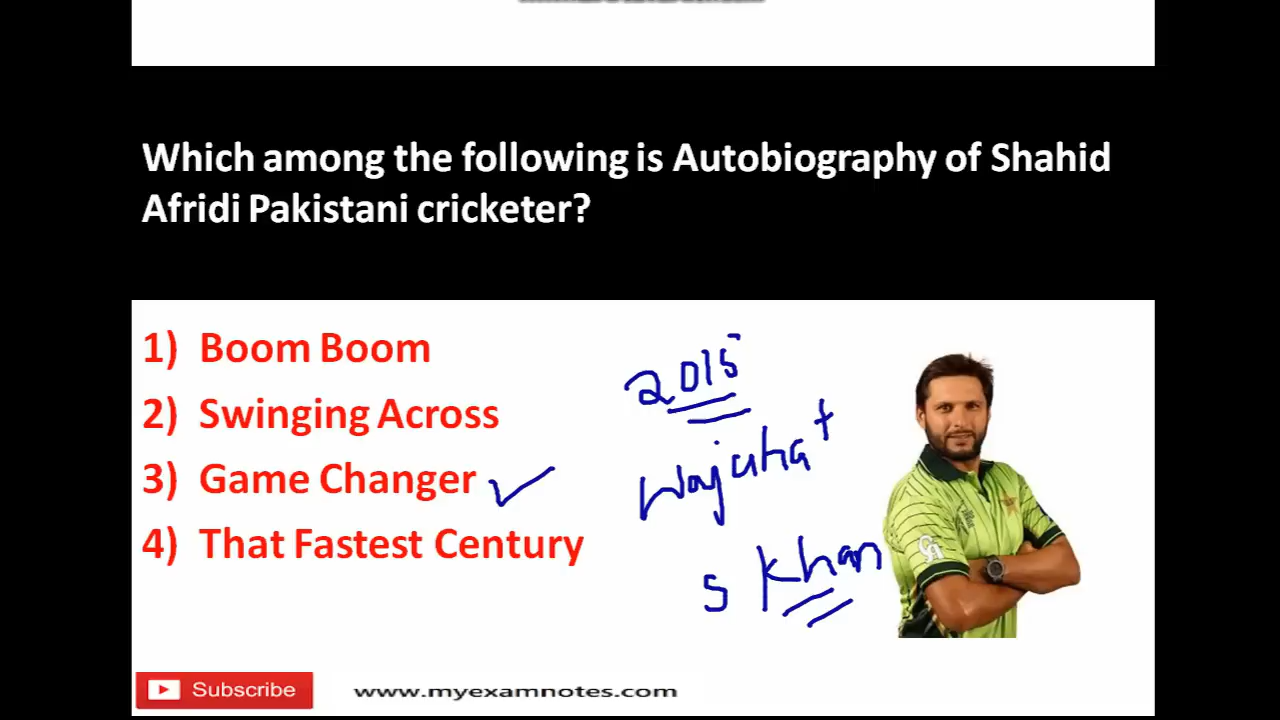 Which among the following is Autobiography of Shahid
Afridi Pakistani cricketer?
1) Boom Boom
2) Swinging Across
3) Game Changer
4) That Fastest Century
2015
Wajahat
S Khan
Subscribe
www.myexamnotes.com